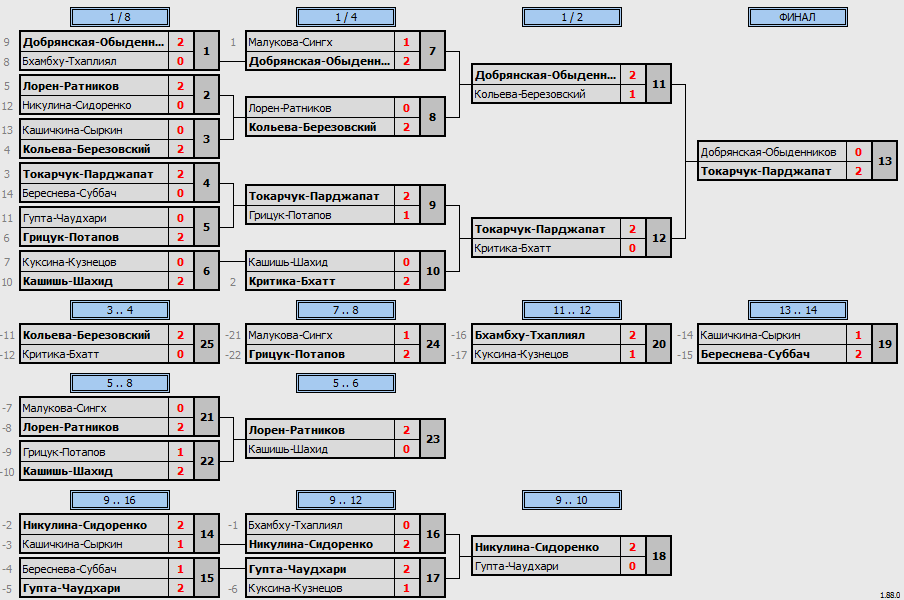 1 / 8 1 / 4 1 / 2 ФИНАЛ
9 Добрянская-Обыденн... 2 1
8 Бхамбху-Тхаплиял 0
1 Малукова-Сингх 1 7
Добрянская-Обыденн... 2
5 Лорен-Ратников 2 2
12 Никулина-Сидоренко 0
Добрянская-Обыденн... 2 11
Кольева-Березовский 1
13 Кашичкина-Сыркин 0 3
4 Кольева-Березовский 2
Лорен-Ратников 0 8
Кольева-Березовский 2
Добрянская-Обыденников 0 13
Токарчук-Парджапат 2
3 Токарчук-Парджапат 2 4
14 Береснева-Суббач 0
Токарчук-Парджапат 2 9
Грицук-Потапов 1
11 Гупта-Чаудхари 0 5
6 Грицук-Потапов 2
Токарчук-Парджапат 2 12
Критика-Бхатт 0
7 Куксина-Кузнецов 0 6
10 Кашишь-Шахид 2
Кашишь-Шахид 0 10
2 Критика-Бхатт 2
3 .. 4 7 .. 8 11 .. 12 13 .. 14
-11 Кольева-Березовский 2 25
-12 Критика-Бхатт 0
-21 Малукова-Сингх 1 24
-22 Грицук-Потапов 2
-16 Бхамбху-Тхаплиял 2 20
-17 Куксина-Кузнецов 1
-14 Кашичкина-Сыркин 1 19
-15 Береснева-Суббач 2
5 .. 8 5 .. 6
-7 Малукова-Сингх 0 21
-8 Лорен-Ратников 2
Лорен-Ратников 2 23
Кашишь-Шахид 0
-9 Грицук-Потапов 1 22
-10 Кашишь-Шахид 2
9 .. 16 9 .. 12 9 .. 10
-2 Никулина-Сидоренко 2 14
-3 Кашичкина-Сыркин 1
-1 Бхамбху-Тхаплиял 0 16
Никулина-Сидоренко 2
Никулина-Сидоренко 2 18
Гупта-Чаудхари 0
-4 Береснева-Суббач 1 15
-5 Гупта-Чаудхари 2
Гупта-Чаудхари 2 17
-6 Куксина-Кузнецов 1
1.88.0